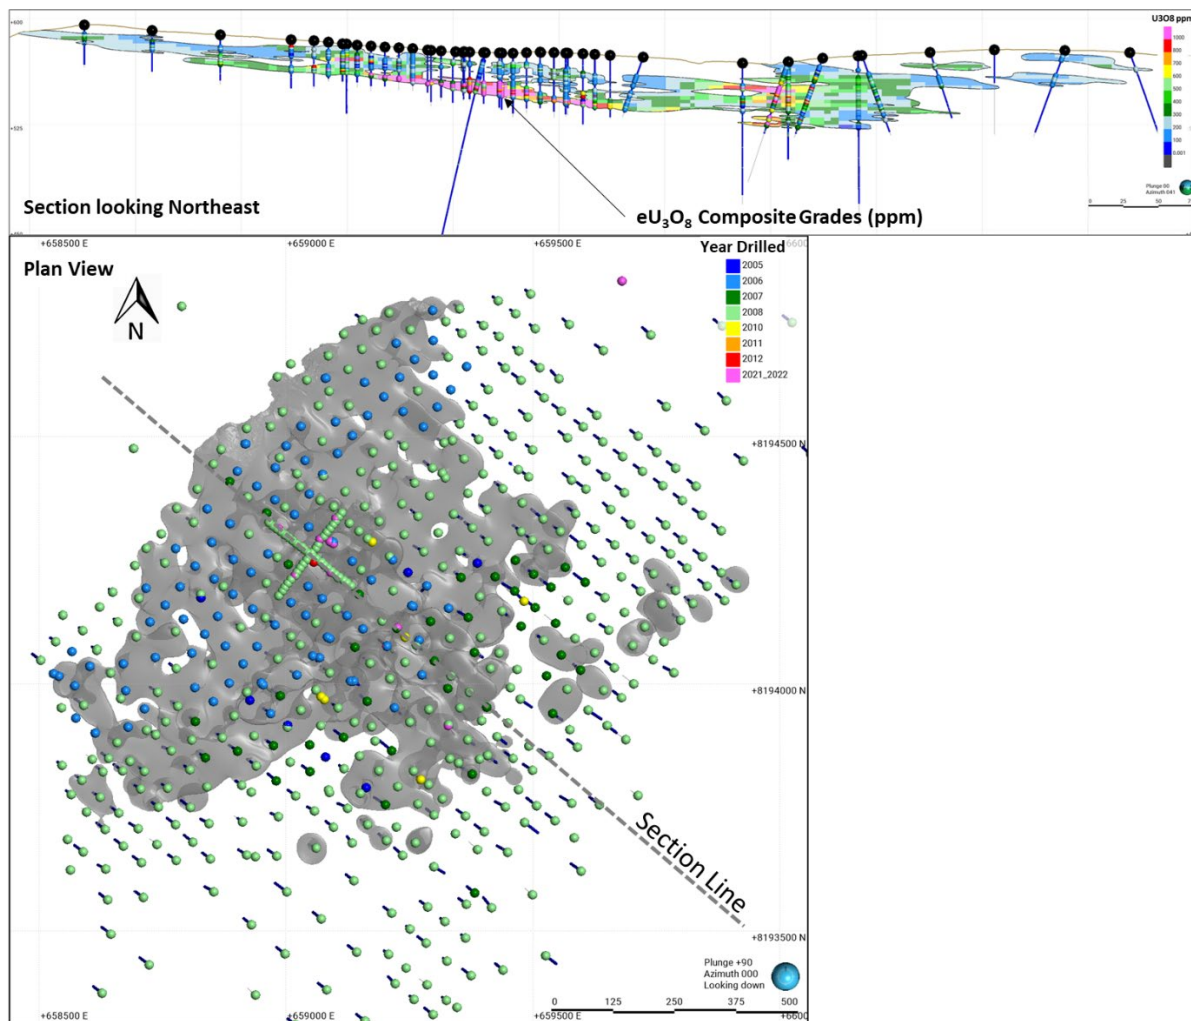 +600
U3O8 ppm
1000
900
700
600
500
400
300
200
100
0.001
+525
Plunge 00
Azimuth 041
0 25 50
Section looking Northeast
eU₃O₈ Composite Grades (ppm)
+658500 E
+659000 E
+659500 E
Plan View
Year Drilled
2005
2006
2007
2008
2010
2011
2012
2021_2022
N
+8194500 N
+8194000 N
Section Line
+8193500 N
Plunge +90
Azimuth 000
Looking down
0 125 250 375 500
+658500 E
+659000 E
+659500 E